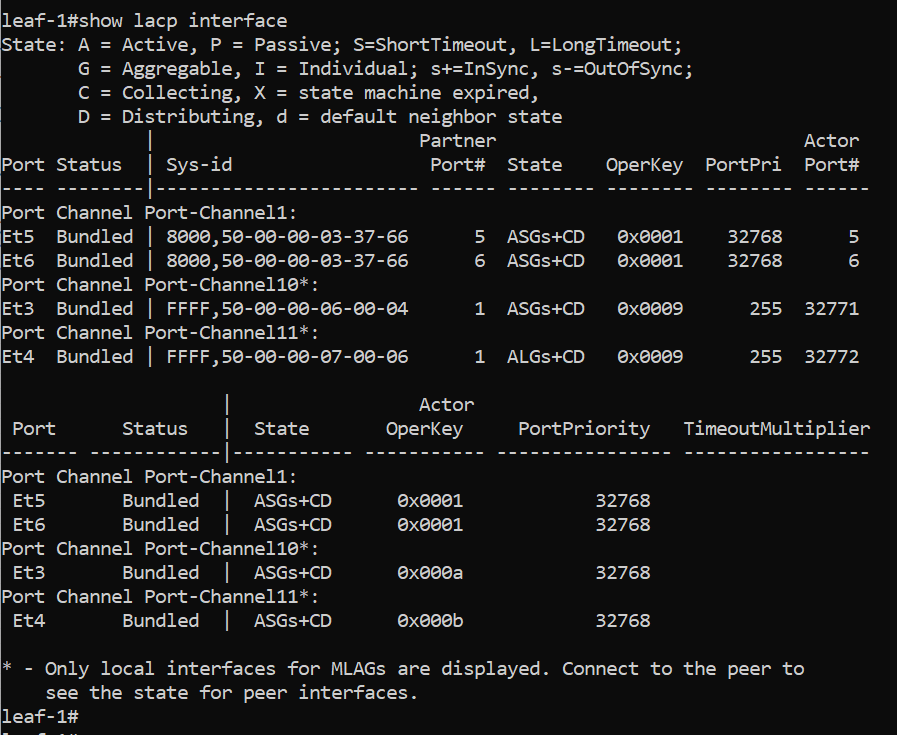 leaf-1#show lacp interface
State: A = Active, P = Passive; S=ShortTimeout, L=LongTimeout;
       G = Aggregable, I = Individual; s+=InSync, s-=OutOfSync;
       C = Collecting, X = state machine expired,
       D = Distributing, d = default neighbor state
             |                        Partner                            Actor
Port Status  | Sys-id                  Port# State    OperKey  PortPri  Port#
---- --------|------------------------ ------ -------- -------- -------- ------
Port Channel Port-Channel1:
Et5  Bundled | 8000,50-00-00-03-37-66      5  ASGs+CD   0x0001    32768      5
Et6  Bundled | 8000,50-00-00-03-37-66      6  ASGs+CD   0x0001    32768      6
Port Channel Port-Channel10*:
Et3  Bundled | FFFF,50-00-00-06-00-04      1  ASGs+CD   0x0009      255  32771
Port Channel Port-Channel11*:
Et4  Bundled | FFFF,50-00-00-07-00-06      1  ALGs+CD   0x0009      255  32772
                    |                 Actor
 Port      Status   |  State       OperKey     PortPriority   TimeoutMultiplier
------- ------------|----------- ----------- ---------------- -----------------
Port Channel Port-Channel1:
 Et5       Bundled  |  ASGs+CD      0x0001            32768
 Et6       Bundled  |  ASGs+CD      0x0001            32768
Port Channel Port-Channel10*:
 Et3       Bundled  |  ASGs+CD      0x000a            32768
Port Channel Port-Channel11*:
 Et4       Bundled  |  ASGs+CD      0x000b            32768
* - Only local interfaces for MLAGs are displayed. Connect to the peer to
    see the state for peer interfaces.
leaf-1#